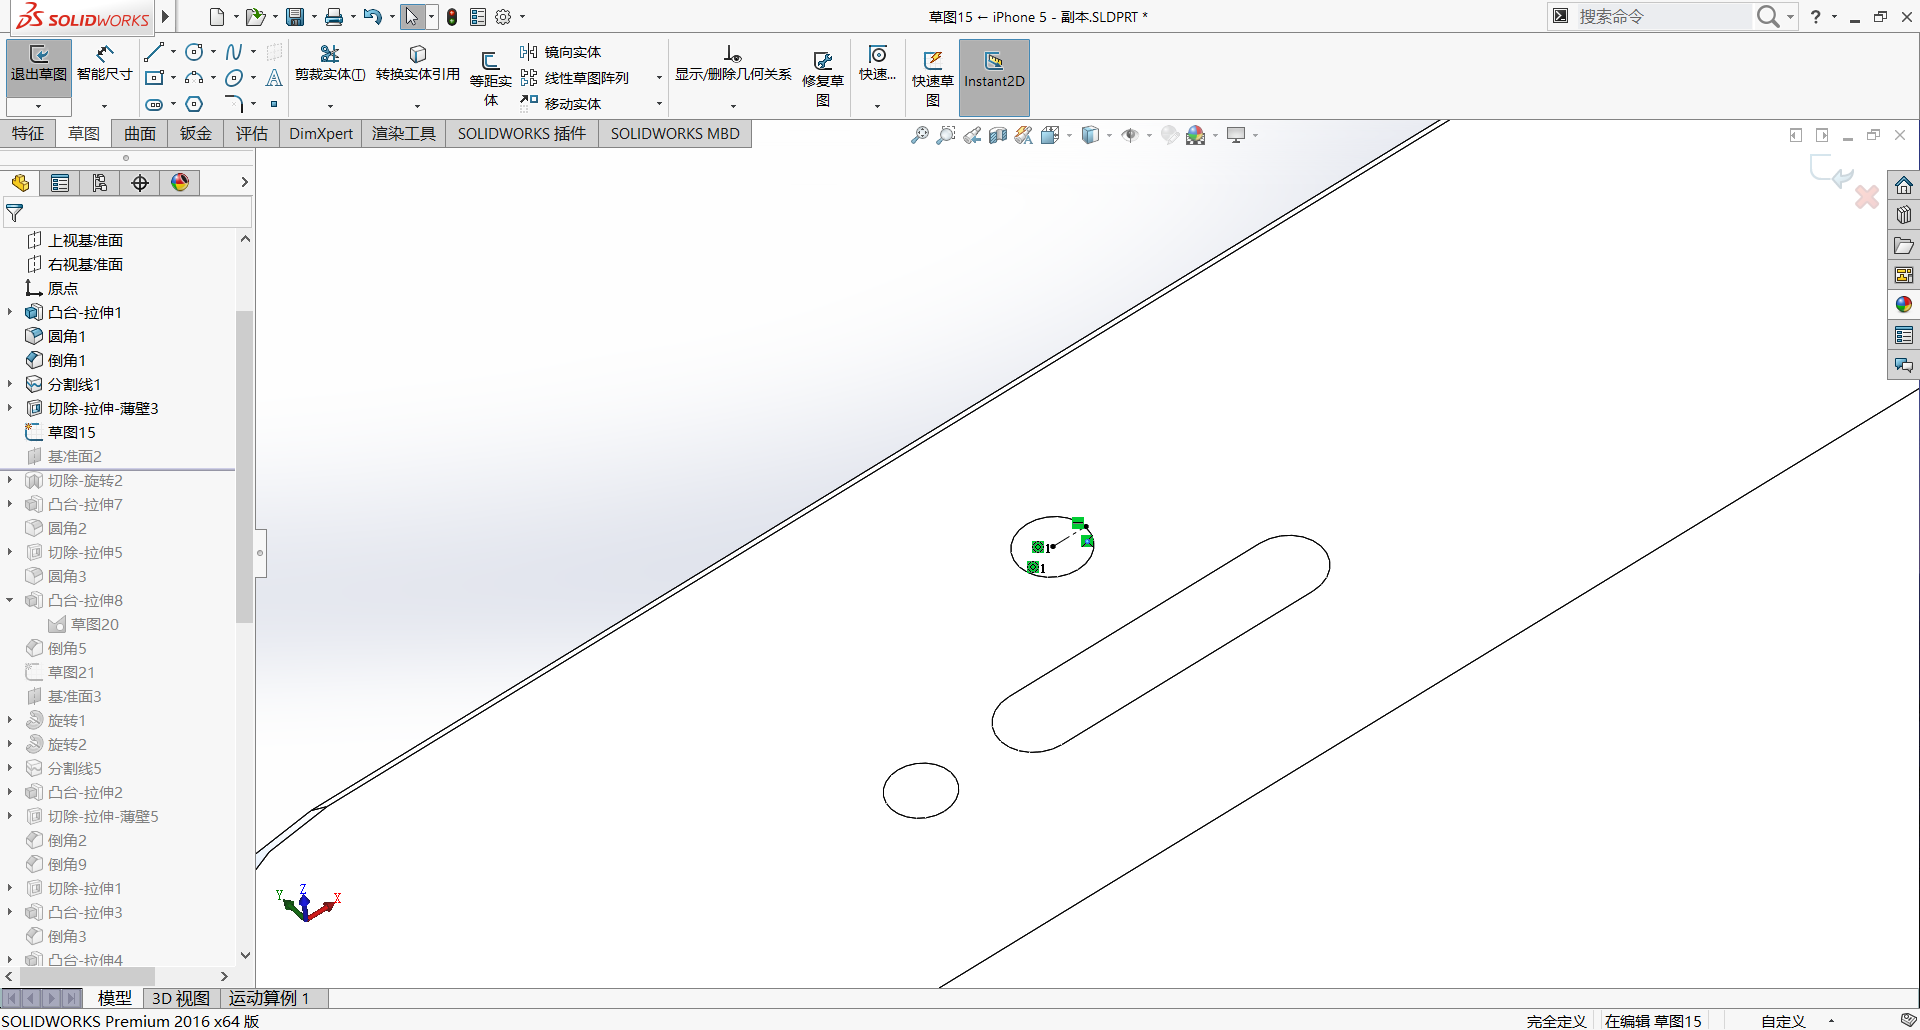 SOLIDWORKS
草图15 ← iPhone 5 - 副本.SLDPRT *
搜索命令
?
退出草图
智能尺寸
剪裁实体(T)
转换实体引用
等距实体
镜向实体
线性草图阵列
移动实体
显示/删除几何关系
修复草图
快速...
快速草图
Instant2D
特征
草图
曲面
钣金
评估
DimXpert
渲染工具
SOLIDWORKS 插件
SOLIDWORKS MBD
上视基准面
右视基准面
原点
凸台-拉伸1
圆角1
倒角1
分割线1
切除-拉伸-薄壁3
草图15
基准面2
切除-旋转2
凸台-拉伸7
圆角2
切除-拉伸5
圆角3
凸台-拉伸8
草图20
倒角5
草图21
基准面3
旋转1
旋转2
分割线5
凸台-拉伸2
切除-拉伸-薄壁5
倒角2
倒角9
切除-拉伸1
凸台-拉伸3
倒角3
凸台-拉伸4
1
1
Y
Z
X
模型
3D 视图
运动算例 1
SOLIDWORKS Premium 2016 x64 版
完全定义
在编辑 草图15
自定义